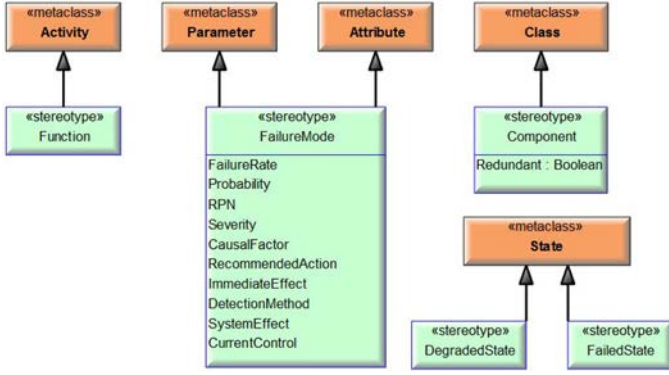 «metaclass»
Activity
«metaclass»
Parameter
«metaclass»
Attribute
«metaclass»
Class
«stereotype»
Function
«stereotype»
FailureMode
FailureRate
Probability
RPN
Severity
CausalFactor
RecommendedAction
ImmediateEffect
DetectionMethod
SystemEffect
CurrentControl
«stereotype»
Component
Redundant : Boolean
«metaclass»
State
«stereotype»
DegradedState
«stereotype»
FailedState